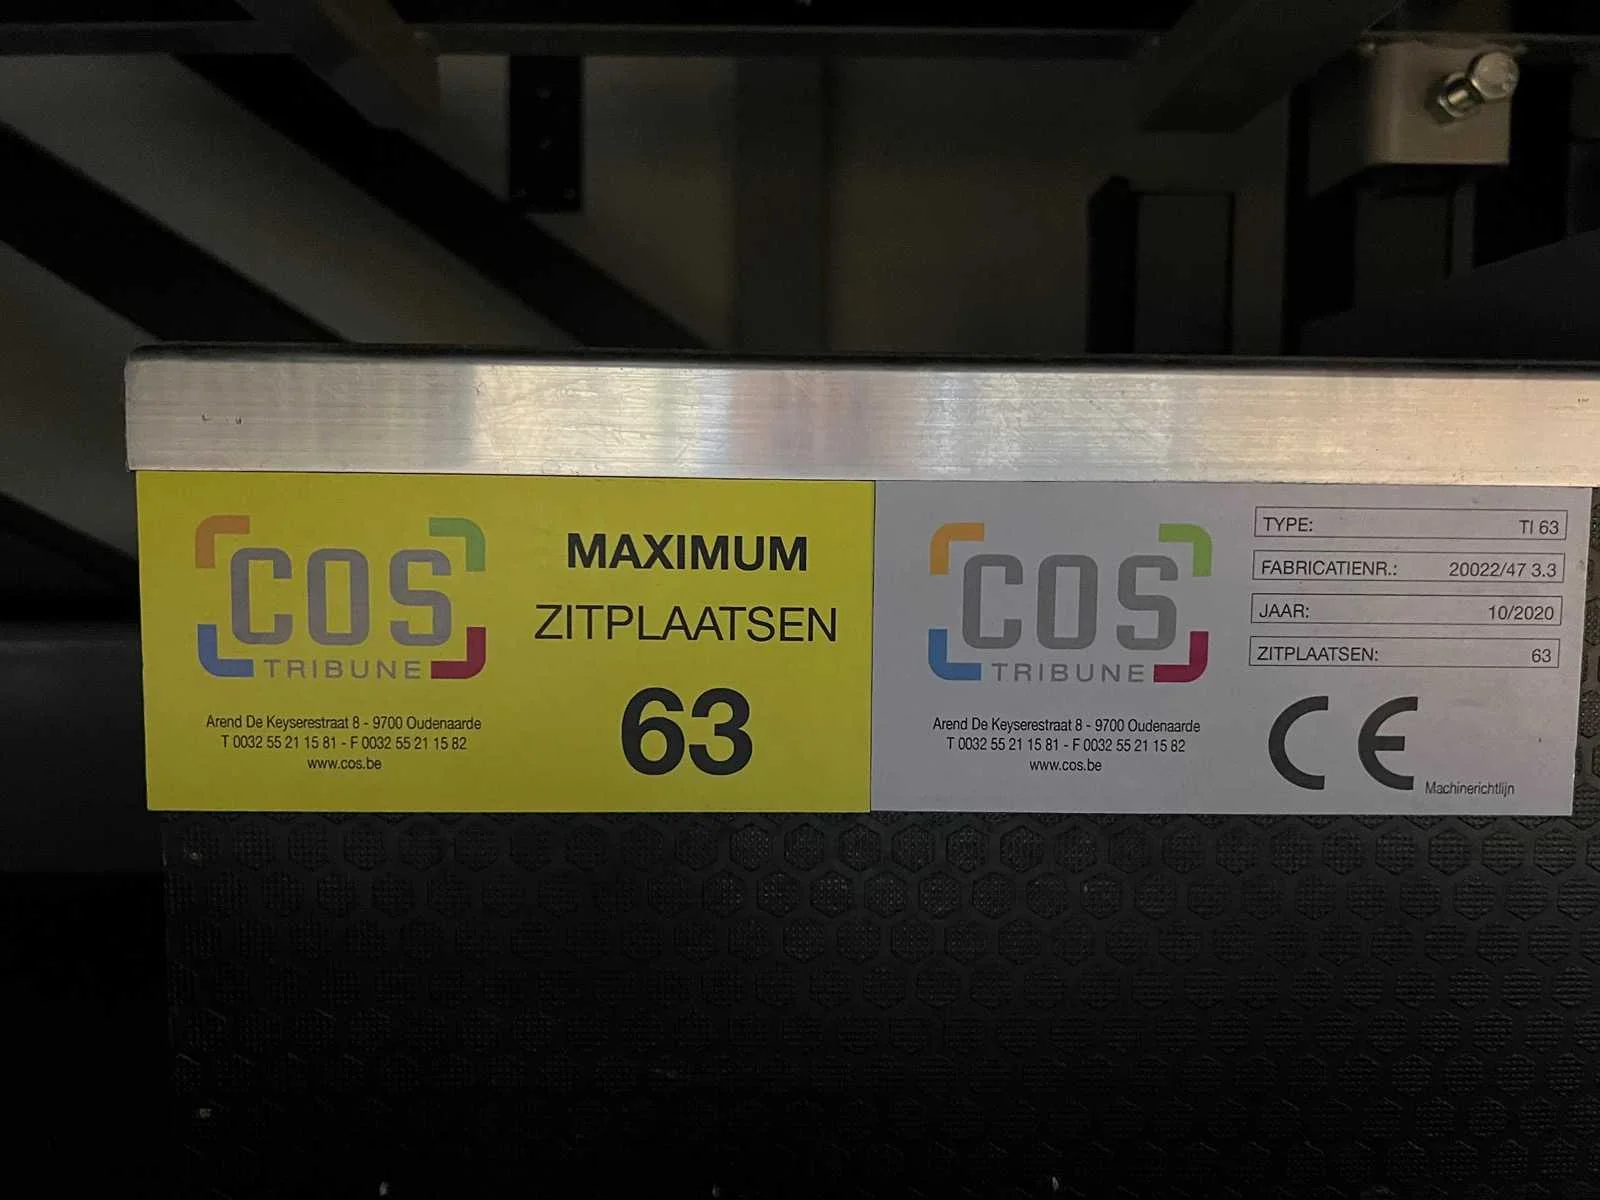 COS
TRIBUNE
Arend De Keyserestraat 8 - 9700 Oudenaarde
T 0032 55 21 15 81 - F 0032 55 21 15 82
www.cos.be
MAXIMUM
ZITPLAATSEN
63
COS
TRIBUNE
Arend De Keyserestraat 8 - 9700 Oudenaarde
T 0032 55 21 15 81 - F 0032 55 21 15 82
www.cos.be
TYPE: TI 63
FABRICATIENR.: 20022/47 3.3
JAAR: 10/2020
ZITPLAATSEN: 63
CE
Machinerichtlijn